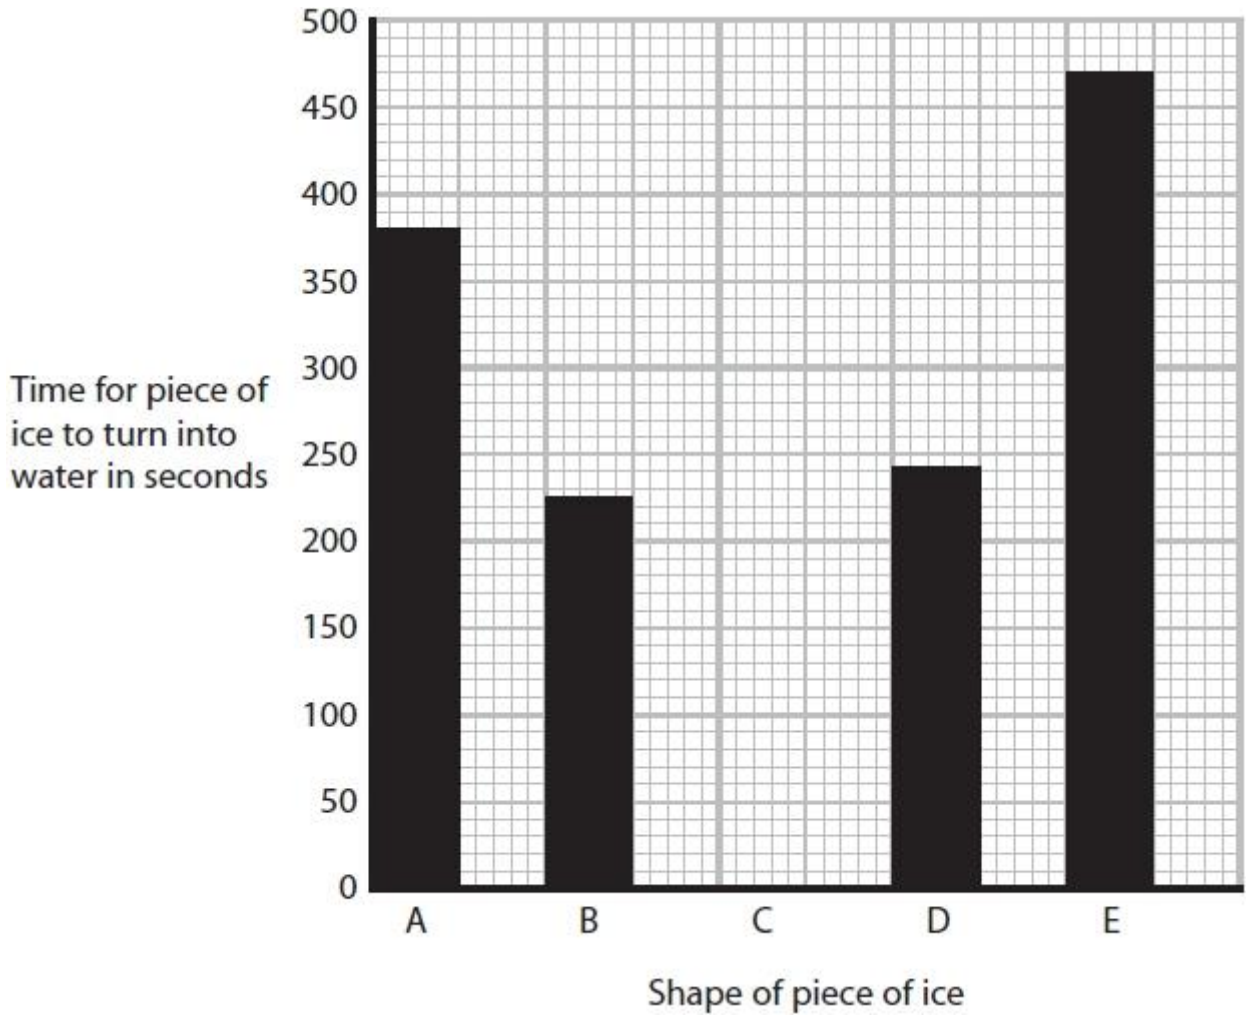 500
450
400
350
300
250
200
150
100
50
0
Time for piece of
ice to turn into
water in seconds
A B C D E
Shape of piece of ice